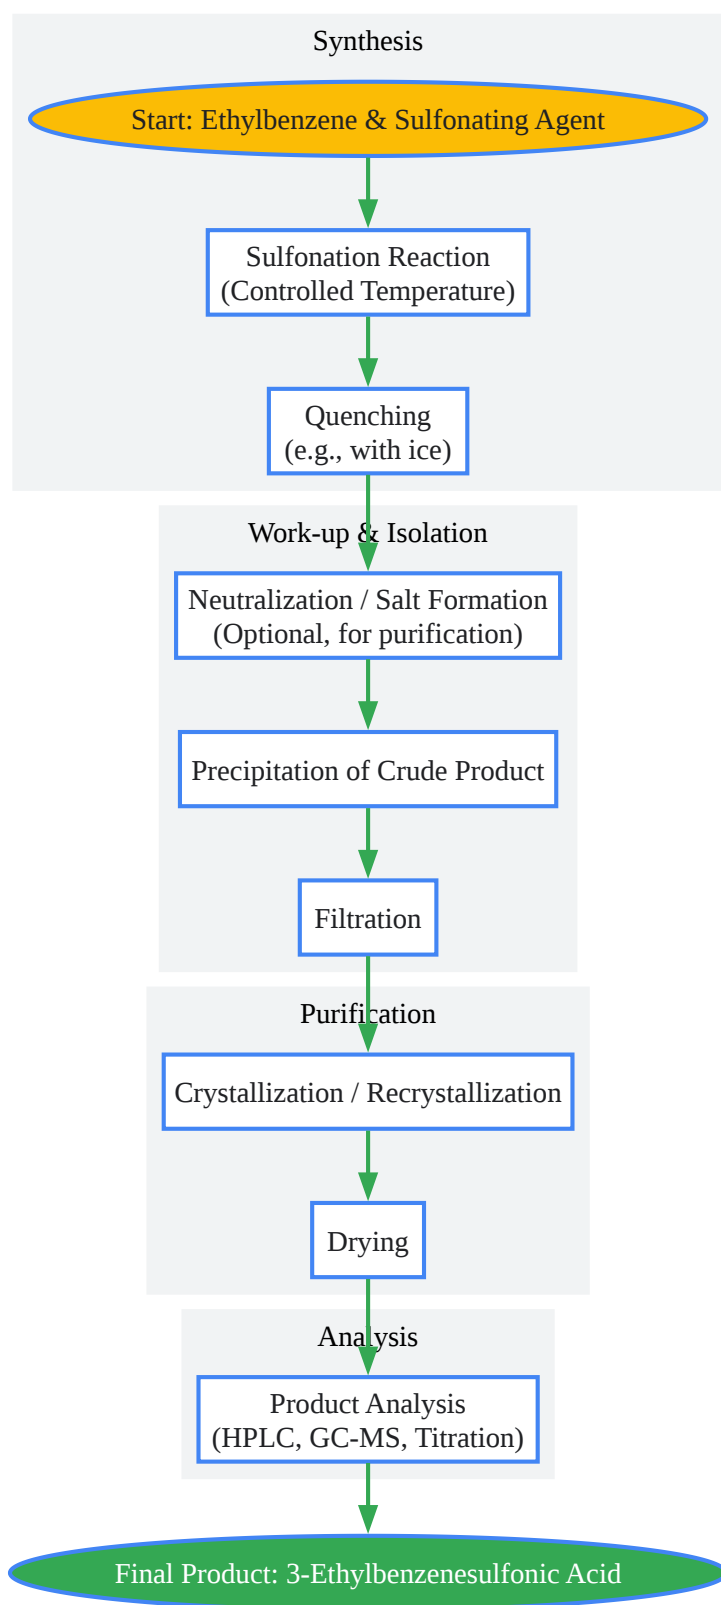 Synthesis
Start: Ethylbenzene & Sulfonating Agent
Sulfonation Reaction
(Controlled Temperature)
Quenching
(e.g., with ice)
Work-up & Isolation
Neutralization / Salt Formation
(Optional, for purification)
Precipitation of Crude Product
Filtration
Purification
Crystallization / Recrystallization
Drying
Analysis
Product Analysis
(HPLC, GC-MS, Titration)
Final Product: 3-Ethylbenzenesulfonic Acid